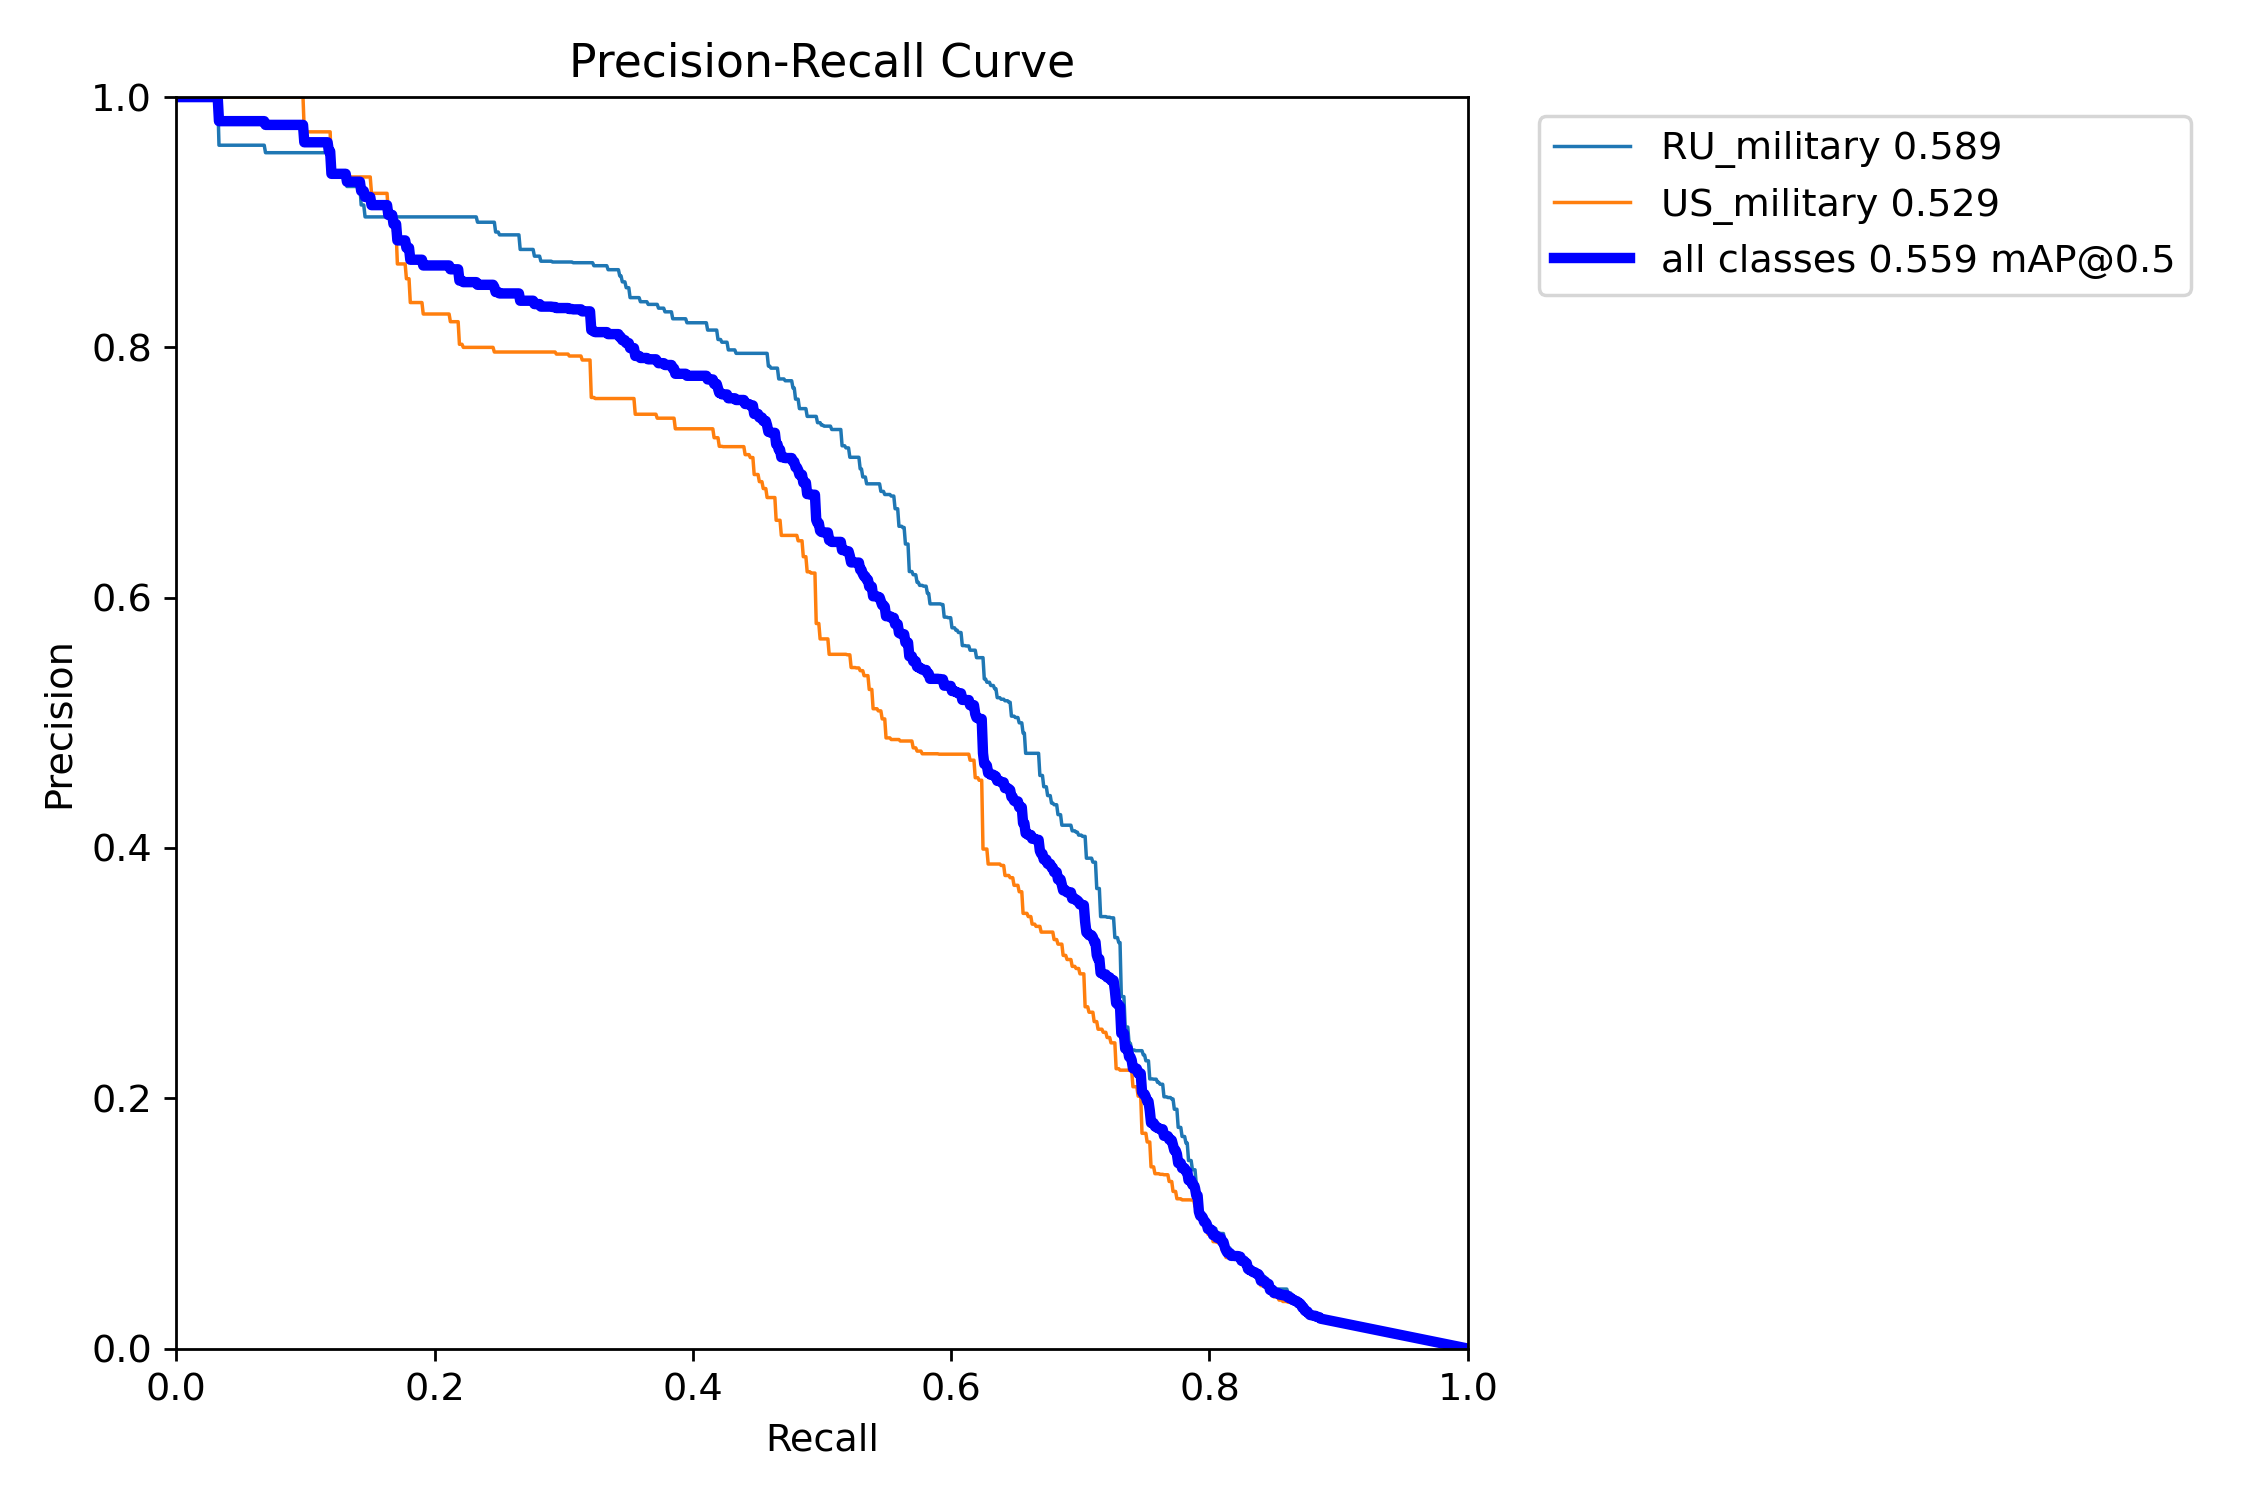 Precision-Recall Curve
1.0
0.8
0.6
0.4
0.2
0.0
Precision
0.0 0.2 0.4 0.6 0.8 1.0
Recall
RU_military 0.589
US_military 0.529
all classes 0.559 mAP@0.5